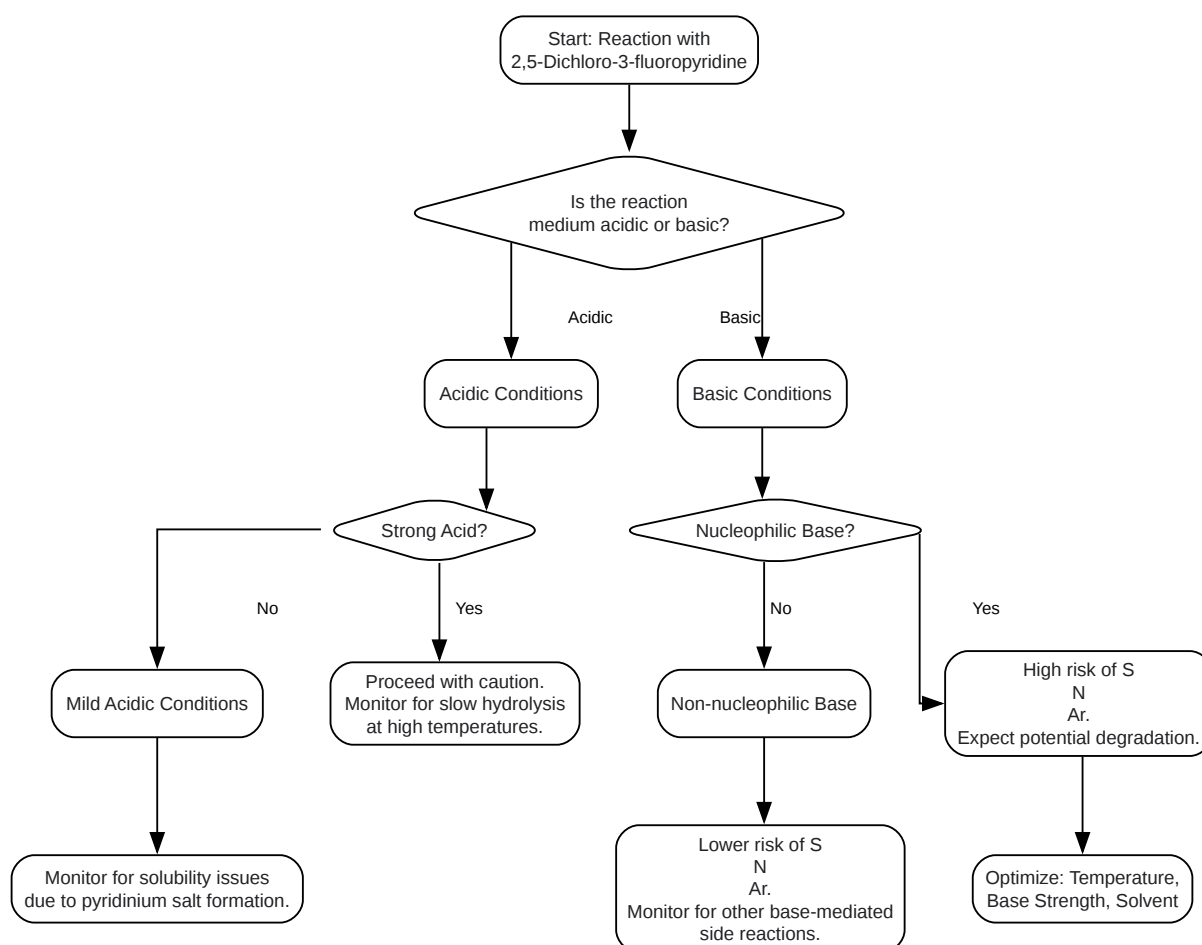 Start: Reaction with
2,5-Dichloro-3-fluoropyridine
Is the reaction
medium acidic or basic?
Acidic
Basic
Acidic Conditions
Basic Conditions
Strong Acid?
Nucleophilic Base?
No
Yes
No
Yes
Mild Acidic Conditions
Proceed with caution.
Monitor for slow hydrolysis
at high temperatures.
Non-nucleophilic Base
High risk of S
N
Ar.
Expect potential degradation.
Monitor for solubility issues
due to pyridinium salt formation.
Lower risk of S
N
Ar.
Monitor for other base-mediated
side reactions.
Optimize: Temperature,
Base Strength, Solvent